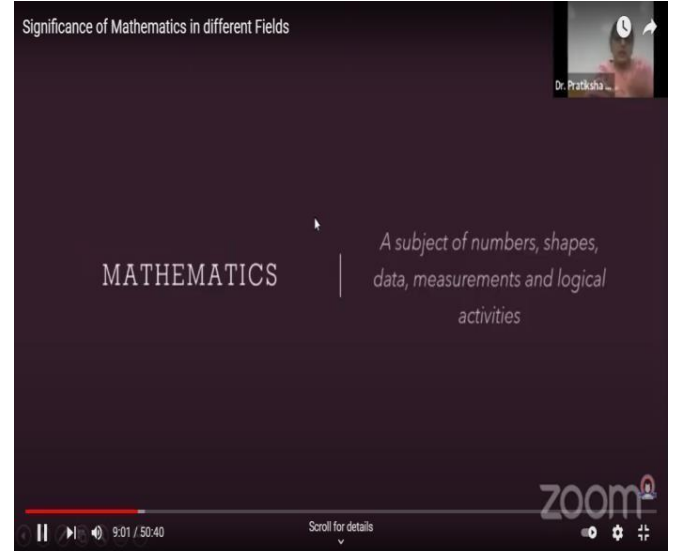 Significance of Mathematics in different Fields
Dr. Pratiksha ...
MATHEMATICS
A subject of numbers, shapes,
data, measurements and logical
activities
zoom
9:01 / 50:40
Scroll for details